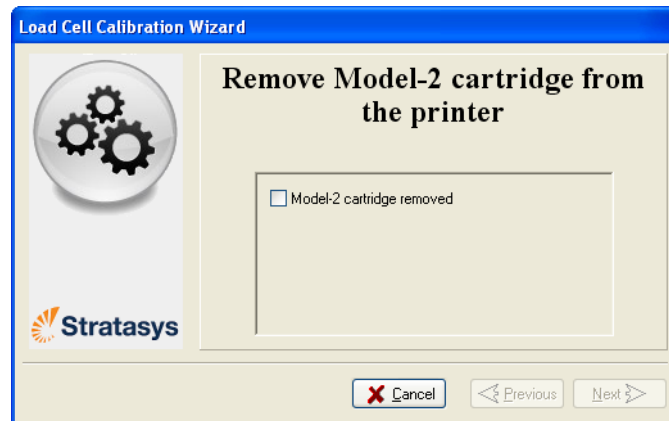 Load Cell Calibration Wizard
Remove Model-2 cartridge from
the printer
Model-2 cartridge removed
Stratasys
Cancel
Previous
Next